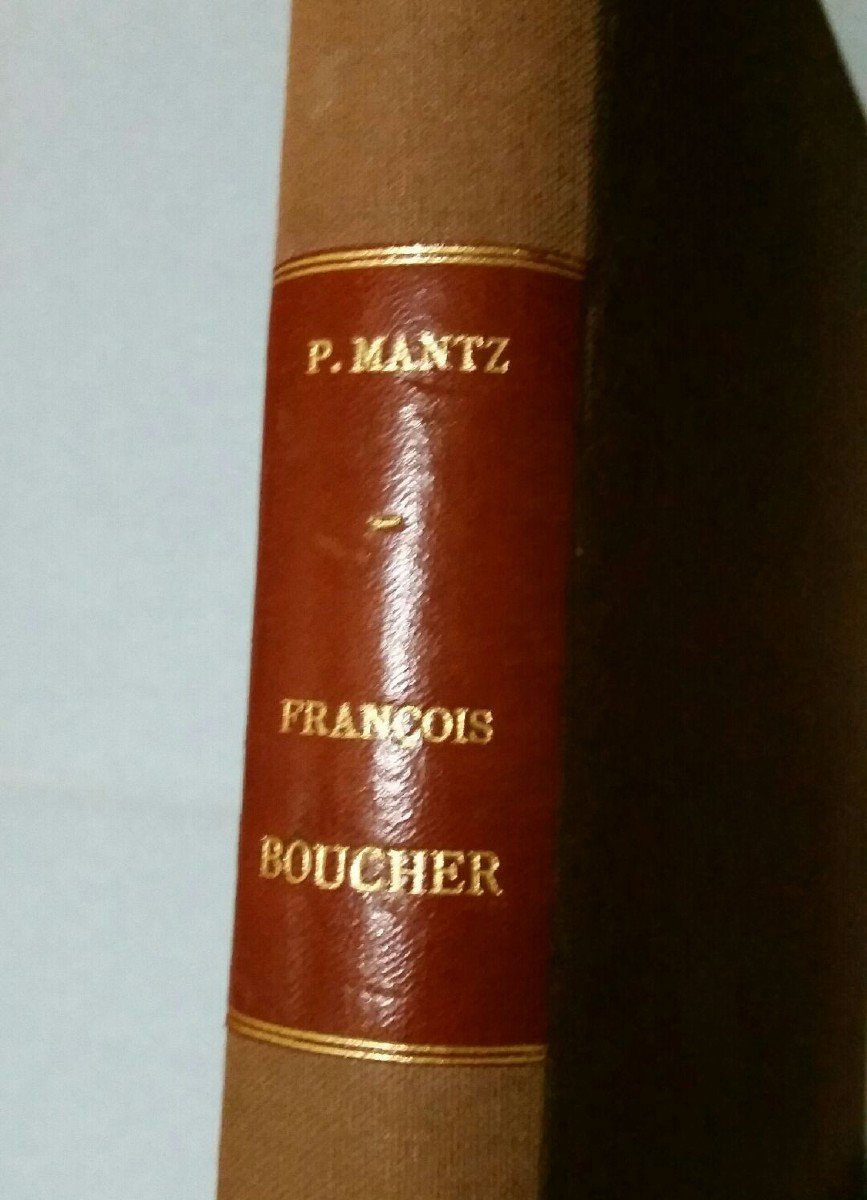 P. MANTZ
-
FRANÇOIS
BOUCHER